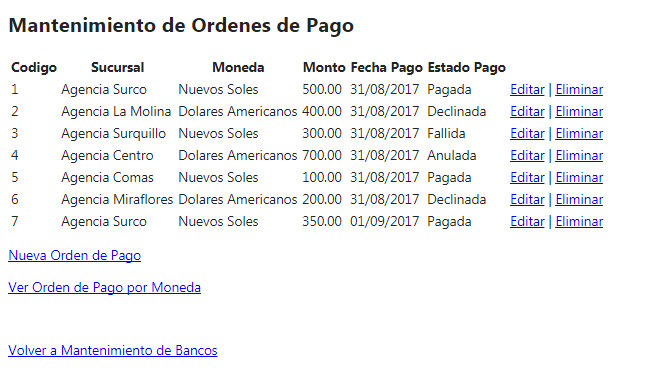 Mantenimiento de Ordenes de Pago
Codigo Sucursal Moneda Monto Fecha Pago Estado Pago
1 Agencia Surco Nuevos Soles 500.00 31/08/2017 Pagada Editar | Eliminar
2 Agencia La Molina Dolares Americanos 400.00 31/08/2017 Declinada Editar | Eliminar
3 Agencia Surquillo Nuevos Soles 300.00 31/08/2017 Fallida Editar | Eliminar
4 Agencia Centro Dolares Americanos 700.00 31/08/2017 Anulada Editar | Eliminar
5 Agencia Comas Nuevos Soles 100.00 31/08/2017 Pagada Editar | Eliminar
6 Agencia Miraflores Dolares Americanos 200.00 31/08/2017 Declinada Editar | Eliminar
7 Agencia Surco Nuevos Soles 350.00 01/09/2017 Pagada Editar | Eliminar
Nueva Orden de Pago
Ver Orden de Pago por Moneda
Volver a Mantenimiento de Bancos